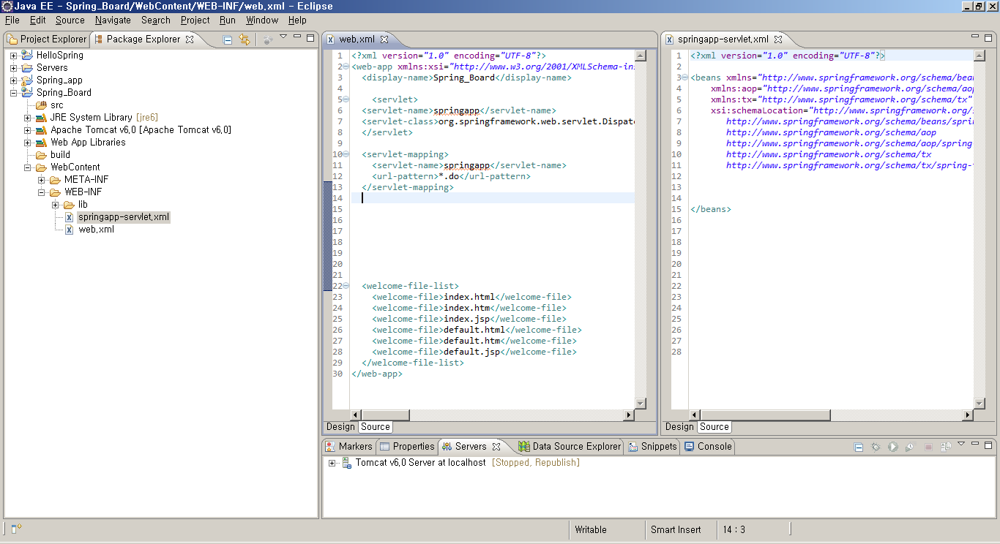 Java EE - Spring_Board/WebContent/WEB-INF/web.xml - Eclipse
File Edit Source Navigate Search Project Run Window Help
Project Explorer Package Explorer
HelloSpring
Servers
Spring_app
Spring_Board
src
JRE System Library [jre6]
Apache Tomcat v6.0 [Apache Tomcat v6.0]
Web App Libraries
build
WebContent
META-INF
WEB-INF
lib
springapp-servlet.xml
web.xml
web.xml
1 <?xml version="1.0" encoding="UTF-8"?>
2 <web-app xmlns:xsi="http://www.w3.org/2001/XMLSchema-in
3 <display-name>Spring_Board</display-name>
4
5 <servlet>
6 <servlet-name>springapp</servlet-name>
7 <servlet-class>org.springframework.web.servlet.Dispat
8 </servlet>
9
10 <servlet-mapping>
11 <servlet-name>springapp</servlet-name>
12 <url-pattern>*.do</url-pattern>
13 </servlet-mapping>
14
15
16
17
18
19
20
21
22 <welcome-file-list>
23 <welcome-file>index.html</welcome-file>
24 <welcome-file>index.htm</welcome-file>
25 <welcome-file>index.jsp</welcome-file>
26 <welcome-file>default.html</welcome-file>
27 <welcome-file>default.htm</welcome-file>
28 <welcome-file>default.jsp</welcome-file>
29 </welcome-file-list>
30 </web-app>
Design Source
springapp-servlet.xml
1 <?xml version="1.0" encoding="UTF-8"?>
2
3 <beans xmlns="http://www.springframework.org/schema/bea
4 xmlns:aop="http://www.springframework.org/schema/ao
5 xmlns:tx="http://www.springframework.org/schema/tx"
6 xsi:schemaLocation="http://www.springframework.org/
7 http://www.springframework.org/schema/beans/spri
8 http://www.springframework.org/schema/aop
9 http://www.springframework.org/schema/aop/spring
10 http://www.springframework.org/schema/tx
11 http://www.springframework.org/schema/tx/spring-
12
13
14
15 </beans>
16
17
18
19
20
21
22
23
24
25
26
27
28
Design Source
Markers Properties Servers Data Source Explorer Snippets Console
Tomcat v6.0 Server at localhost [Stopped, Republish]
Writable Smart Insert 14 : 3